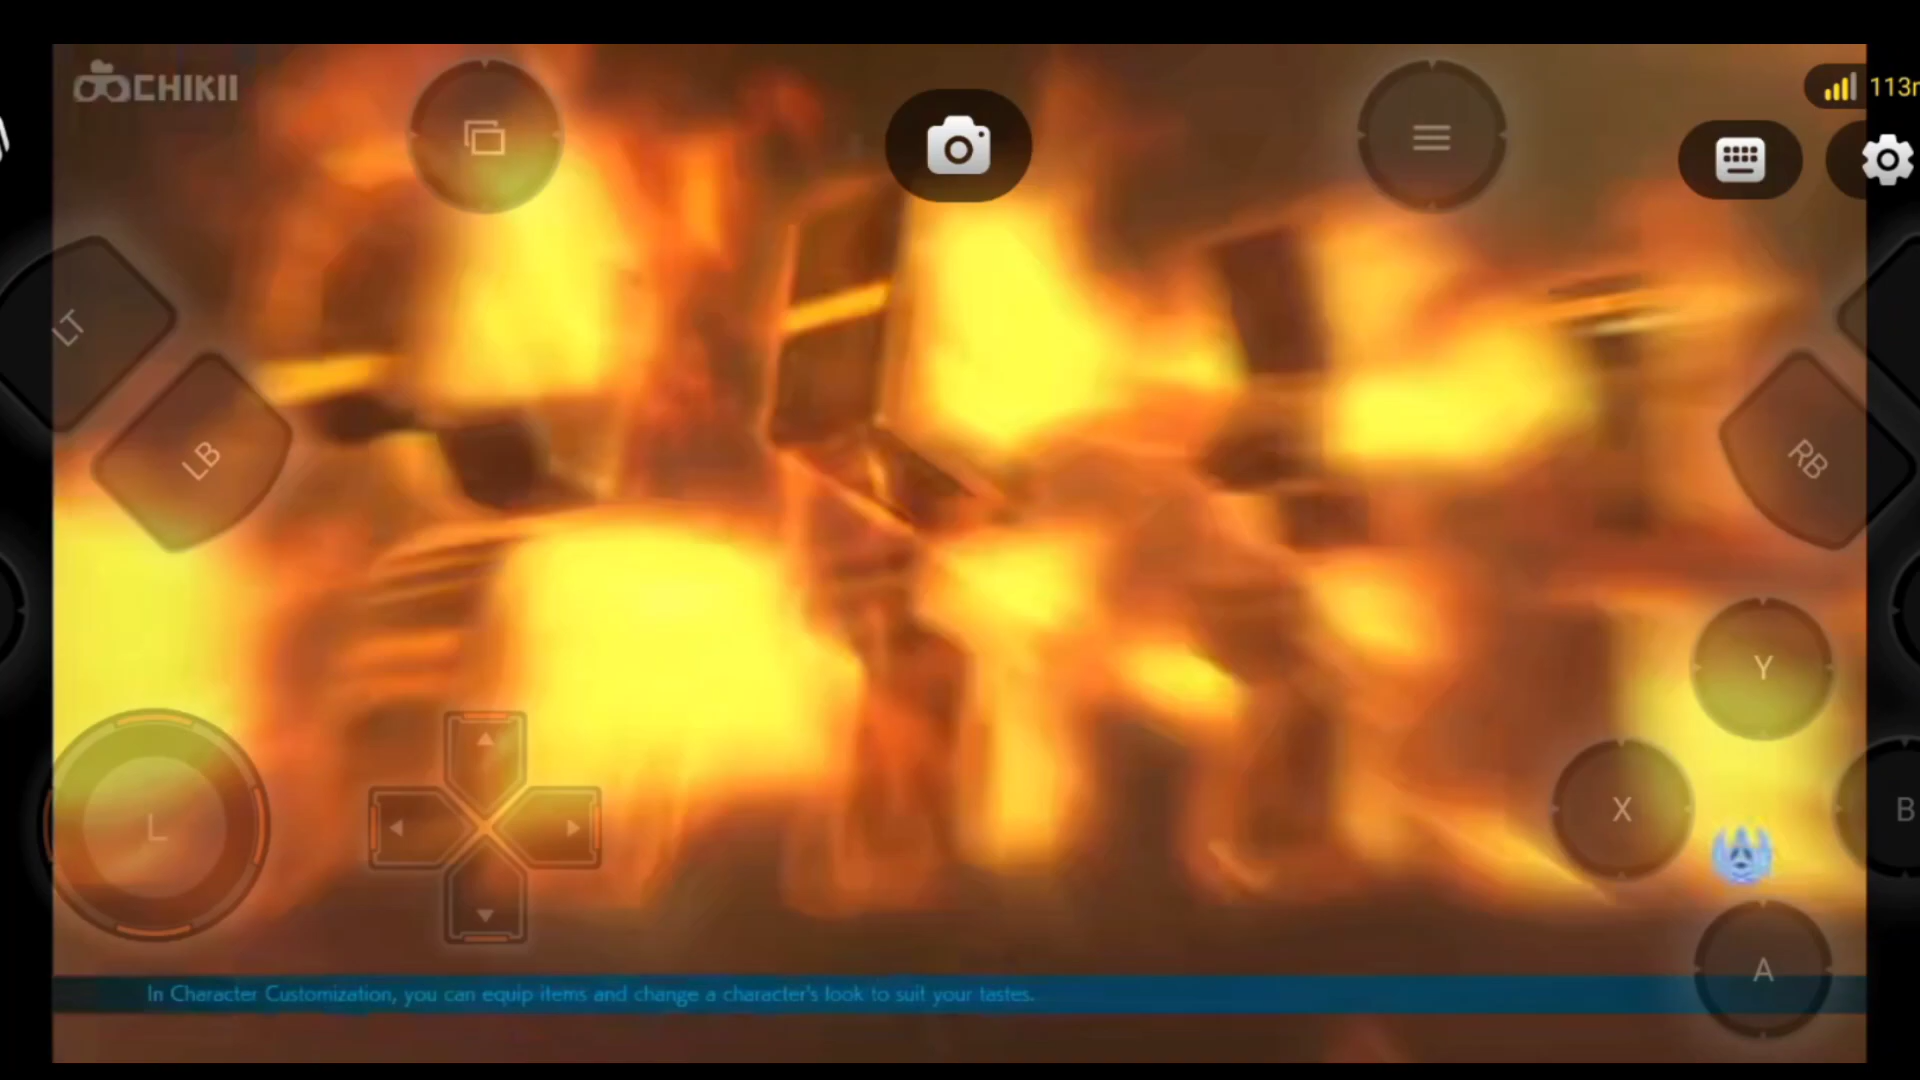 CHIKII
113
LT
LB
RB
Y
X
B
L
A
In Character Customization, you can equip items and change a character's look to suit your tastes.